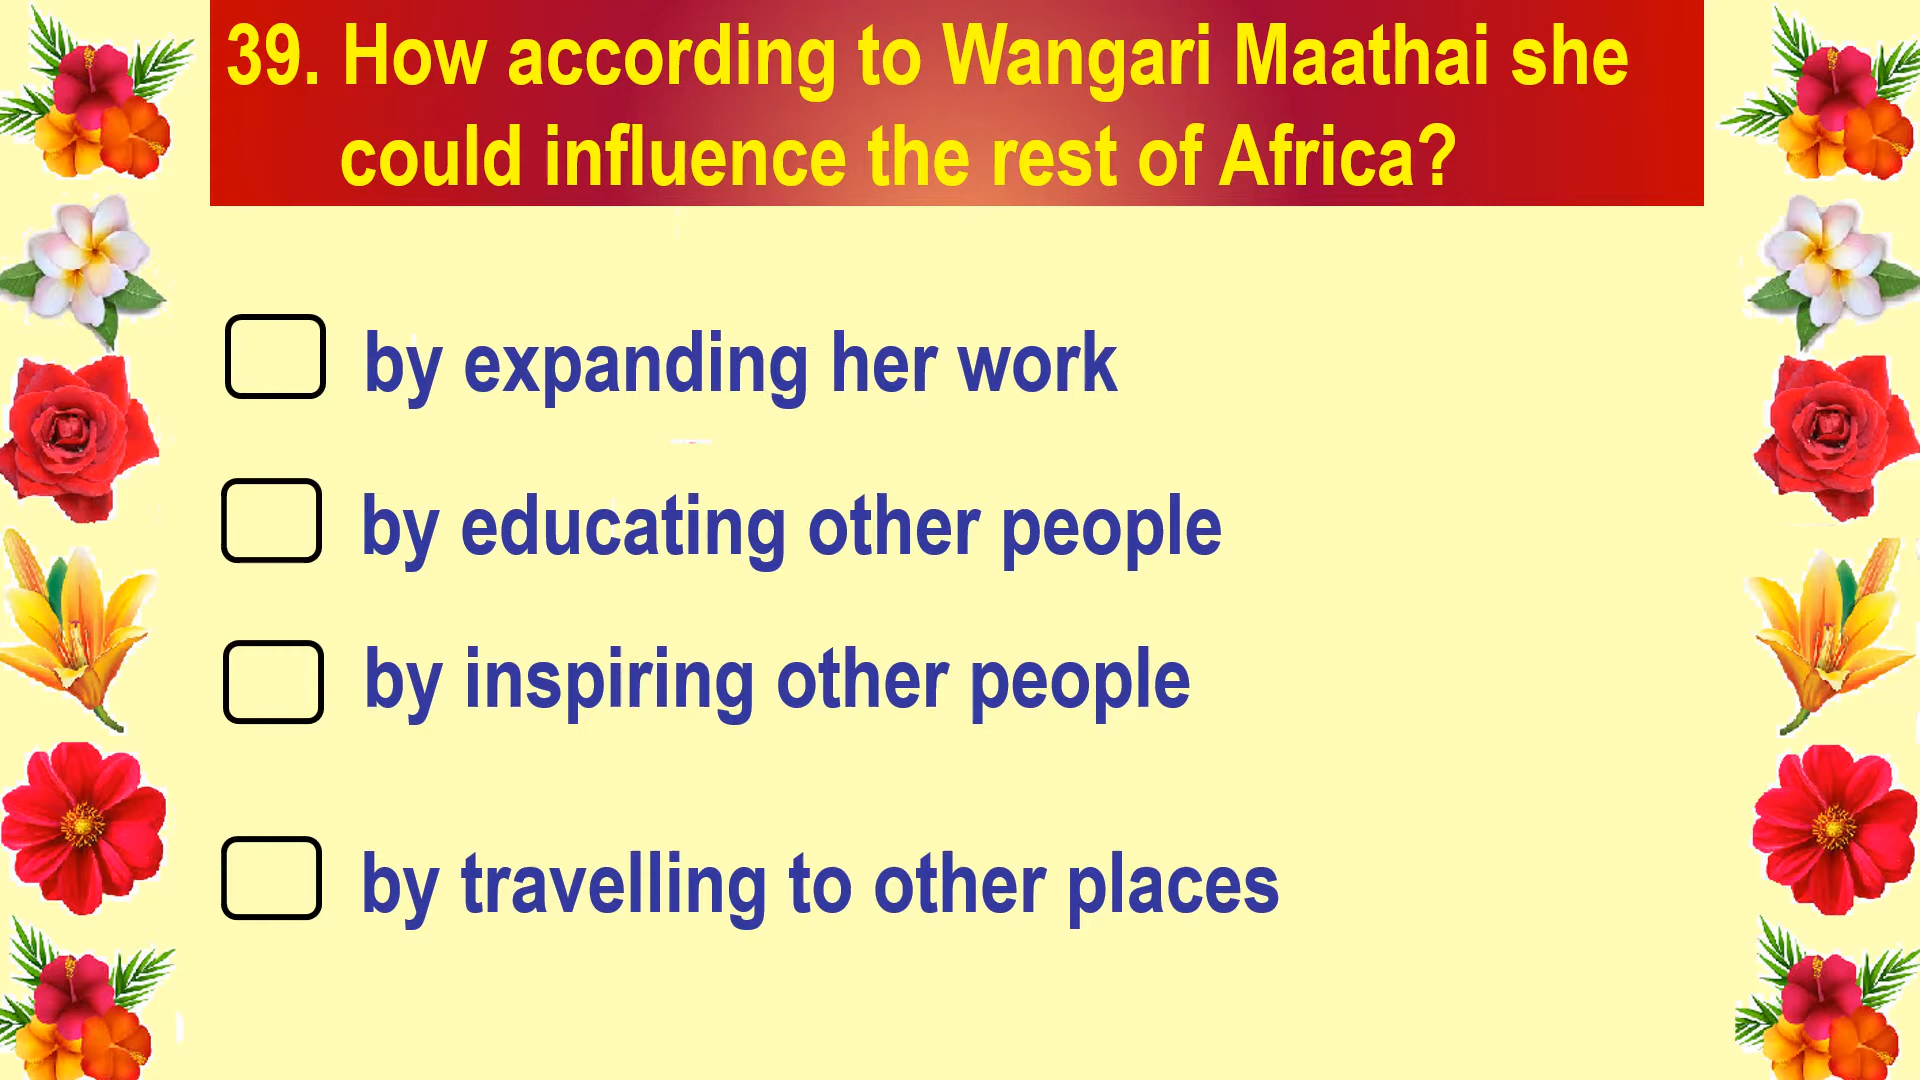 39. How according to Wangari Maathai she
could influence the rest of Africa?
by expanding her work
by educating other people
by inspiring other people
by travelling to other places